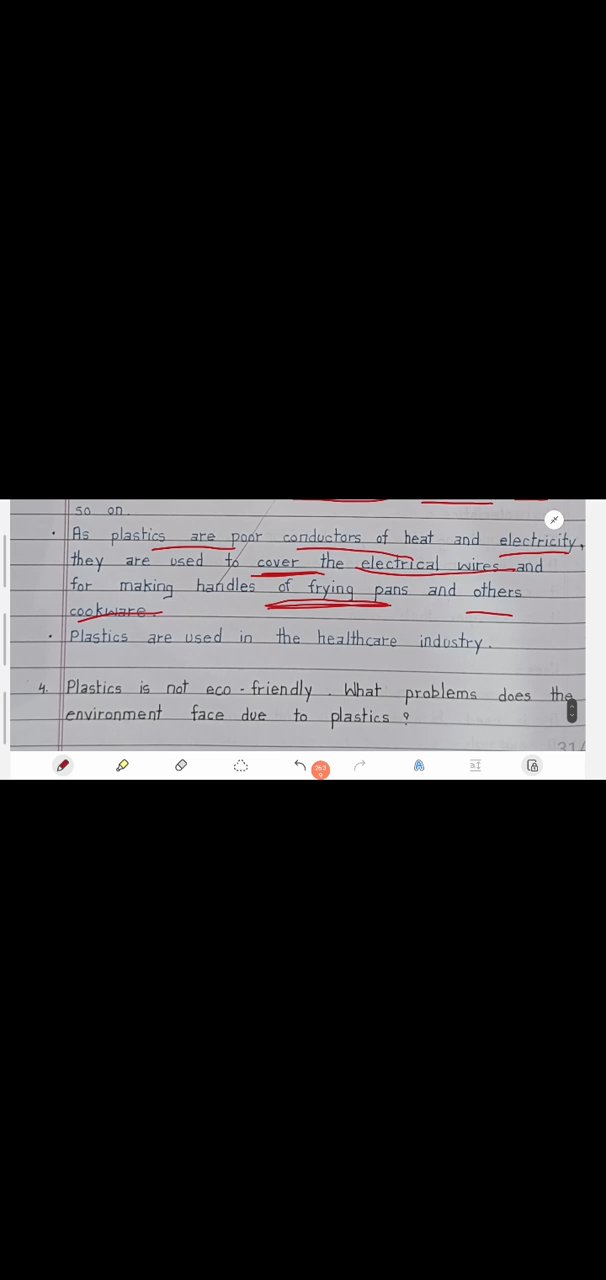 so on.
• As plastics are poor conductors of heat and electricity,
they are used to cover the electrical wires and
for making handles of frying pans and others
cookware.
• Plastics are used in the healthcare industry.
4. Plastics is not eco-friendly. What problems does the
environment face due to plastics?